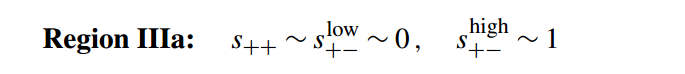 Region IIIa: s₊₊ ∼ s₊₋^low ∼ 0, s₊₋^high ∼ 1